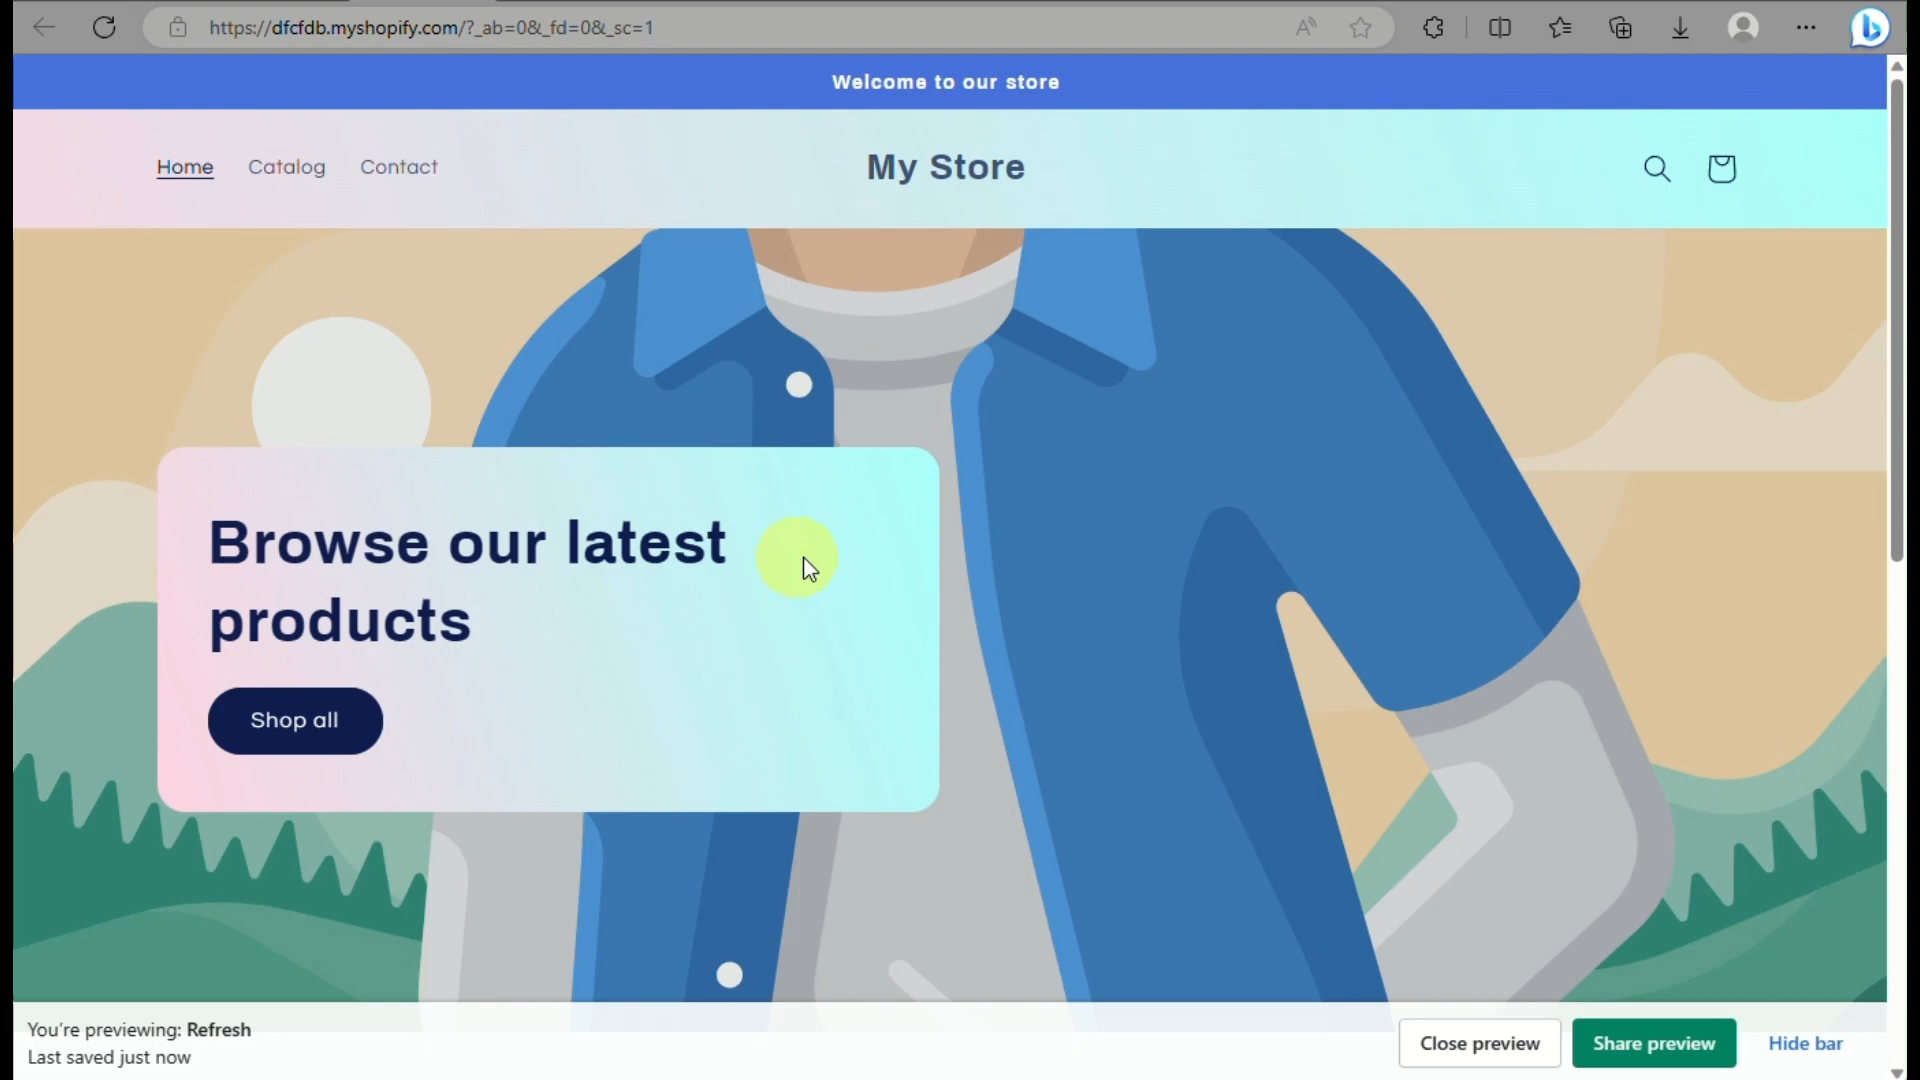 https://dfcfdb.myshopify.com/?_ab=0&_fd=0&_sc=1
Welcome to our store
Home Catalog Contact
My Store
Browse our latest
products
Shop all
You're previewing: Refresh
Last saved just now
Close preview
Share preview
Hide bar